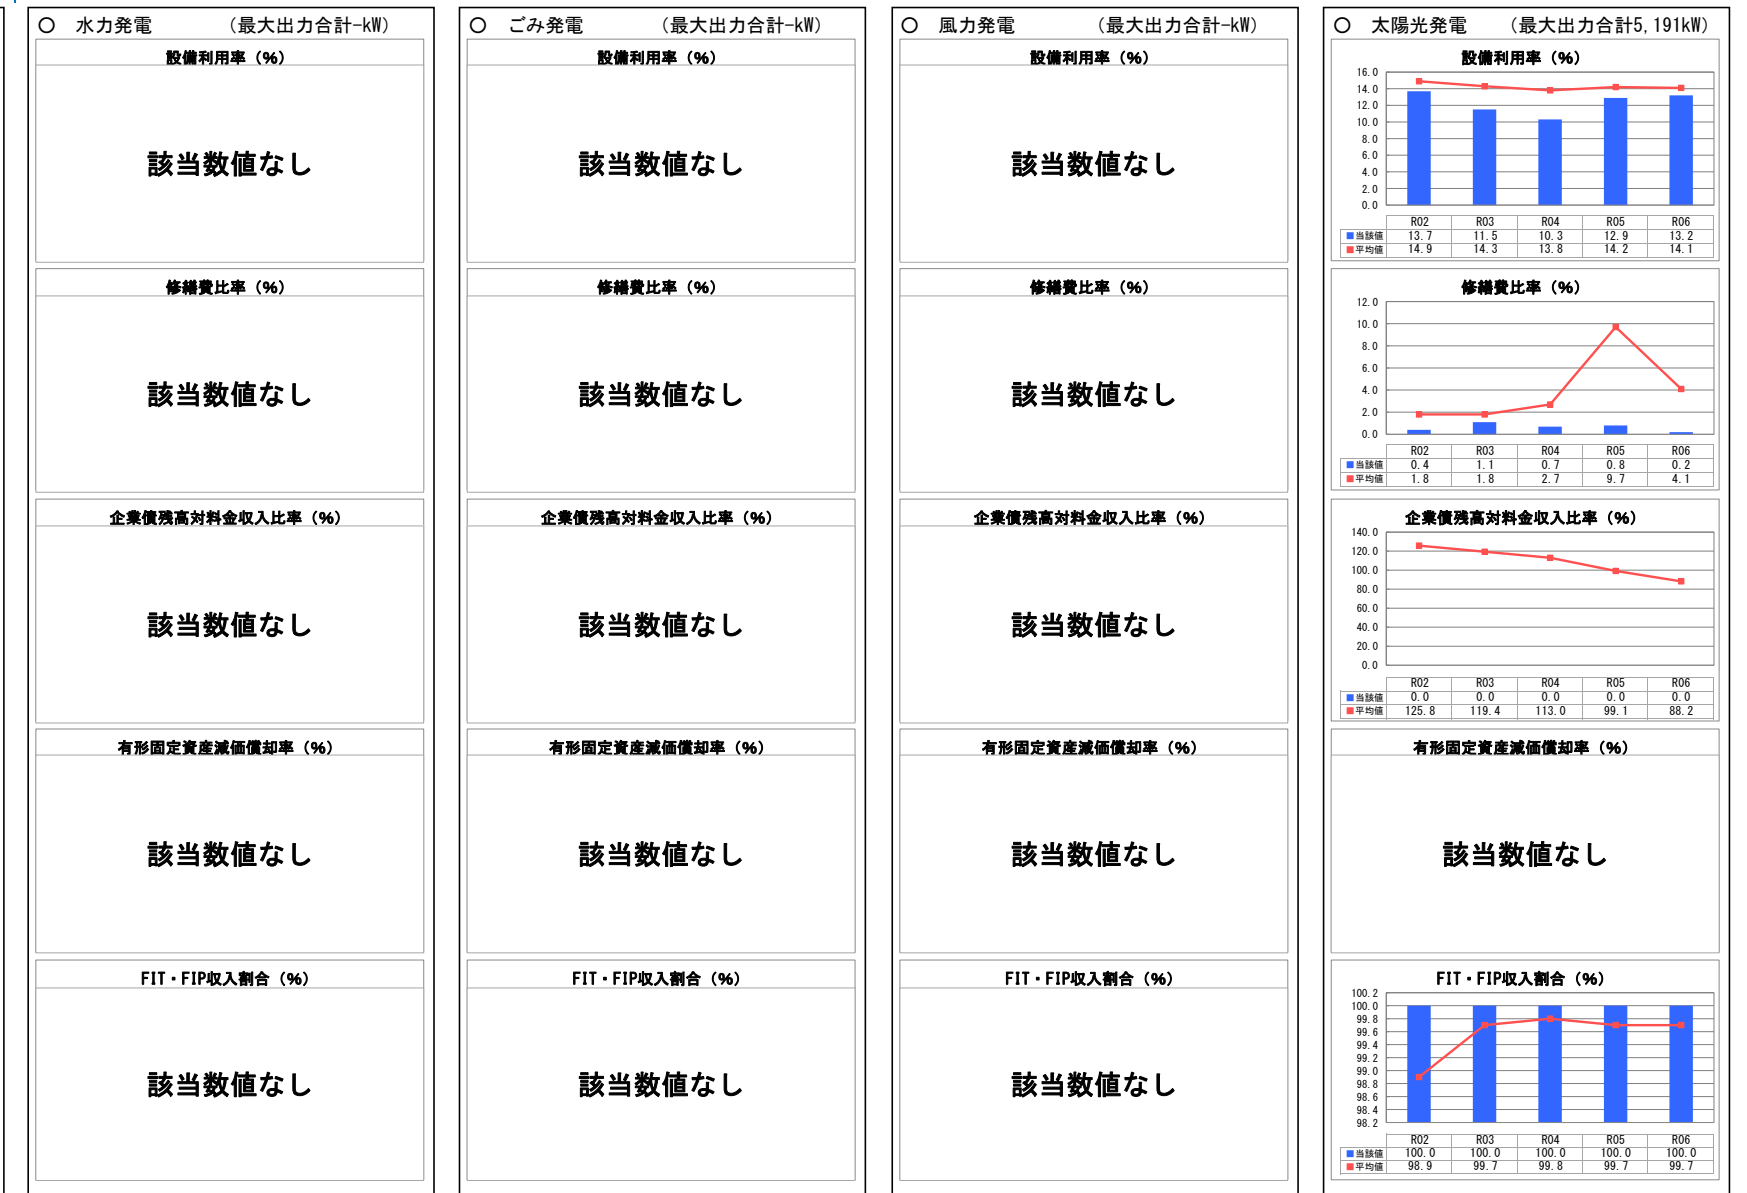 ○ 水力発電 (最大出力合計-kW)
設備利用率（%）
該当数値なし
修繕費比率（%）
該当数値なし
企業債残高対料金収入比率（%）
該当数値なし
有形固定資産減価償却率（%）
該当数値なし
FIT・FIP収入割合（%）
該当数値なし
○ ごみ発電 (最大出力合計-kW)
設備利用率（%）
該当数値なし
修繕費比率（%）
該当数値なし
企業債残高対料金収入比率（%）
該当数値なし
有形固定資産減価償却率（%）
該当数値なし
FIT・FIP収入割合（%）
該当数値なし
○ 風力発電 (最大出力合計-kW)
設備利用率（%）
該当数値なし
修繕費比率（%）
該当数値なし
企業債残高対料金収入比率（%）
該当数値なし
有形固定資産減価償却率（%）
該当数値なし
FIT・FIP収入割合（%）
該当数値なし
○ 太陽光発電 (最大出力合計5,191kW)
設備利用率（%）
16.0
14.0
12.0
10.0
8.0
6.0
4.0
2.0
0.0
R02 R03 R04 R05 R06
当該値 13.7 11.5 10.3 12.9 13.2
平均値 14.9 14.3 13.8 14.2 14.1
修繕費比率（%）
12.0
10.0
8.0
6.0
4.0
2.0
0.0
R02 R03 R04 R05 R06
当該値 0.4 1.1 0.7 0.8 0.2
平均値 1.8 1.8 2.7 9.7 4.1
企業債残高対料金収入比率（%）
140.0
120.0
100.0
80.0
60.0
40.0
20.0
0.0
R02 R03 R04 R05 R06
当該値 0.0 0.0 0.0 0.0 0.0
平均値 125.8 119.4 113.0 99.1 88.2
有形固定資産減価償却率（%）
該当数値なし
FIT・FIP収入割合（%）
100.2
100.0
99.8
99.6
99.4
99.2
99.0
98.8
98.6
98.4
98.2
R02 R03 R04 R05 R06
当該値 100.0 100.0 100.0 100.0 100.0
平均値 98.9 99.7 99.8 99.7 99.7